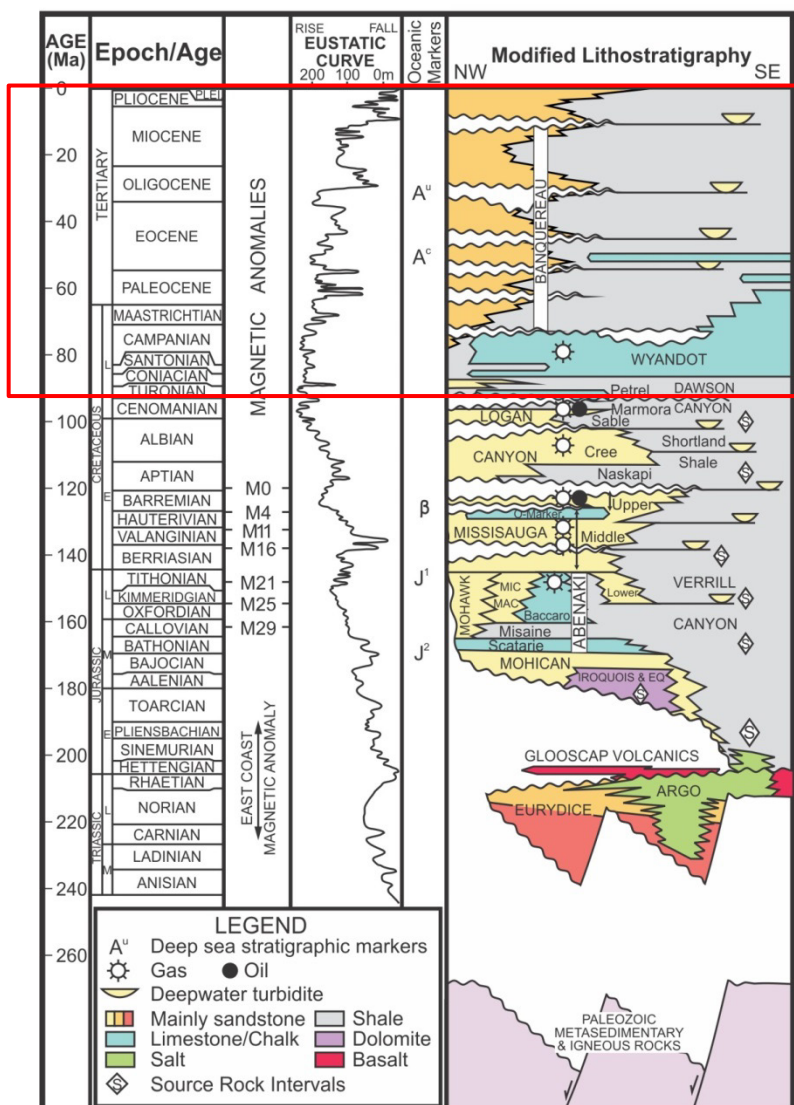 AGE
(Ma)
Epoch/Age
RISE FALL
EUSTATIC
CURVE
200 100 0m
Oceanic
Markers
Modified Lithostratigraphy
NW SE
0
20
40
60
80
100
120
140
160
180
200
220
240
260
TERTIARY
CRETACEOUS
L
E
JURASSIC
L
M
E
TRIASSIC
L
M
PLIOCENE PLEI
MIOCENE
OLIGOCENE
EOCENE
PALEOCENE
MAASTRICHTIAN
CAMPANIAN
SANTONIAN
CONIACIAN
TURONIAN
CENOMANIAN
ALBIAN
APTIAN
BARREMIAN
HAUTERIVIAN
VALANGINIAN
BERRIASIAN
TITHONIAN
KIMMERIDGIAN
OXFORDIAN
CALLOVIAN
BATHONIAN
BAJOCIAN
AALENIAN
TOARCIAN
PLIENSBACHIAN
SINEMURIAN
HETTENGIAN
RHAETIAN
NORIAN
CARNIAN
LADINIAN
ANISIAN
MAGNETIC ANOMALIES
M0
M4
M11
M16
M21
M25
M29
EAST COAST
MAGNETIC ANOMALY
Aᵘ
Aᶜ
β
J¹
J²
BANQUEREAU
WYANDOT
Petrel DAWSON
Marmora CANYON
LOGAN Sable
Shortland
CANYON Cree
Shale
Naskapi
Upper
O-Marker
MISSISAUGA Middle
VERRILL
MOHAWK
MIC
MAC
Baccaro
ABENAKI
Lower
CANYON
Misaine
Scatarie
MOHICAN
IROQUOIS & EQ
S
S
S
S
S
S
S
GLOOSCAP VOLCANICS
ARGO
EURYDICE
PALEOZOIC
METASEDIMENTARY
& IGNEOUS ROCKS
LEGEND
Aᵘ Deep sea stratigraphic markers
Gas Oil
Deepwater turbidite
Mainly sandstone Shale
Limestone/Chalk Dolomite
Salt Basalt
S Source Rock Intervals